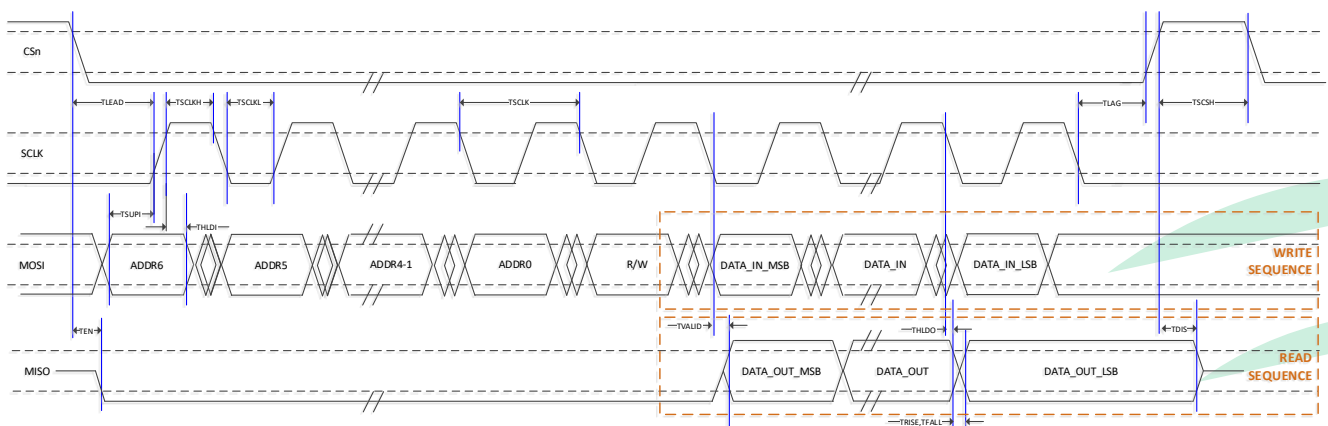 CSn
TLEAD
TSCLKH
TSCLKL
TSCLK
TLAG
TSCSH
SCLK
TSUPI
THLDI
MOSI
ADDR6
ADDR5
ADDR4-1
ADDR0
R/W
DATA_IN_MSB
DATA_IN
DATA_IN_LSB
WRITE
SEQUENCE
TEN
TVALID
THLDO
TDIS
MISO
DATA_OUT_MSB
DATA_OUT
DATA_OUT_LSB
READ
SEQUENCE
TRISE,TFALL